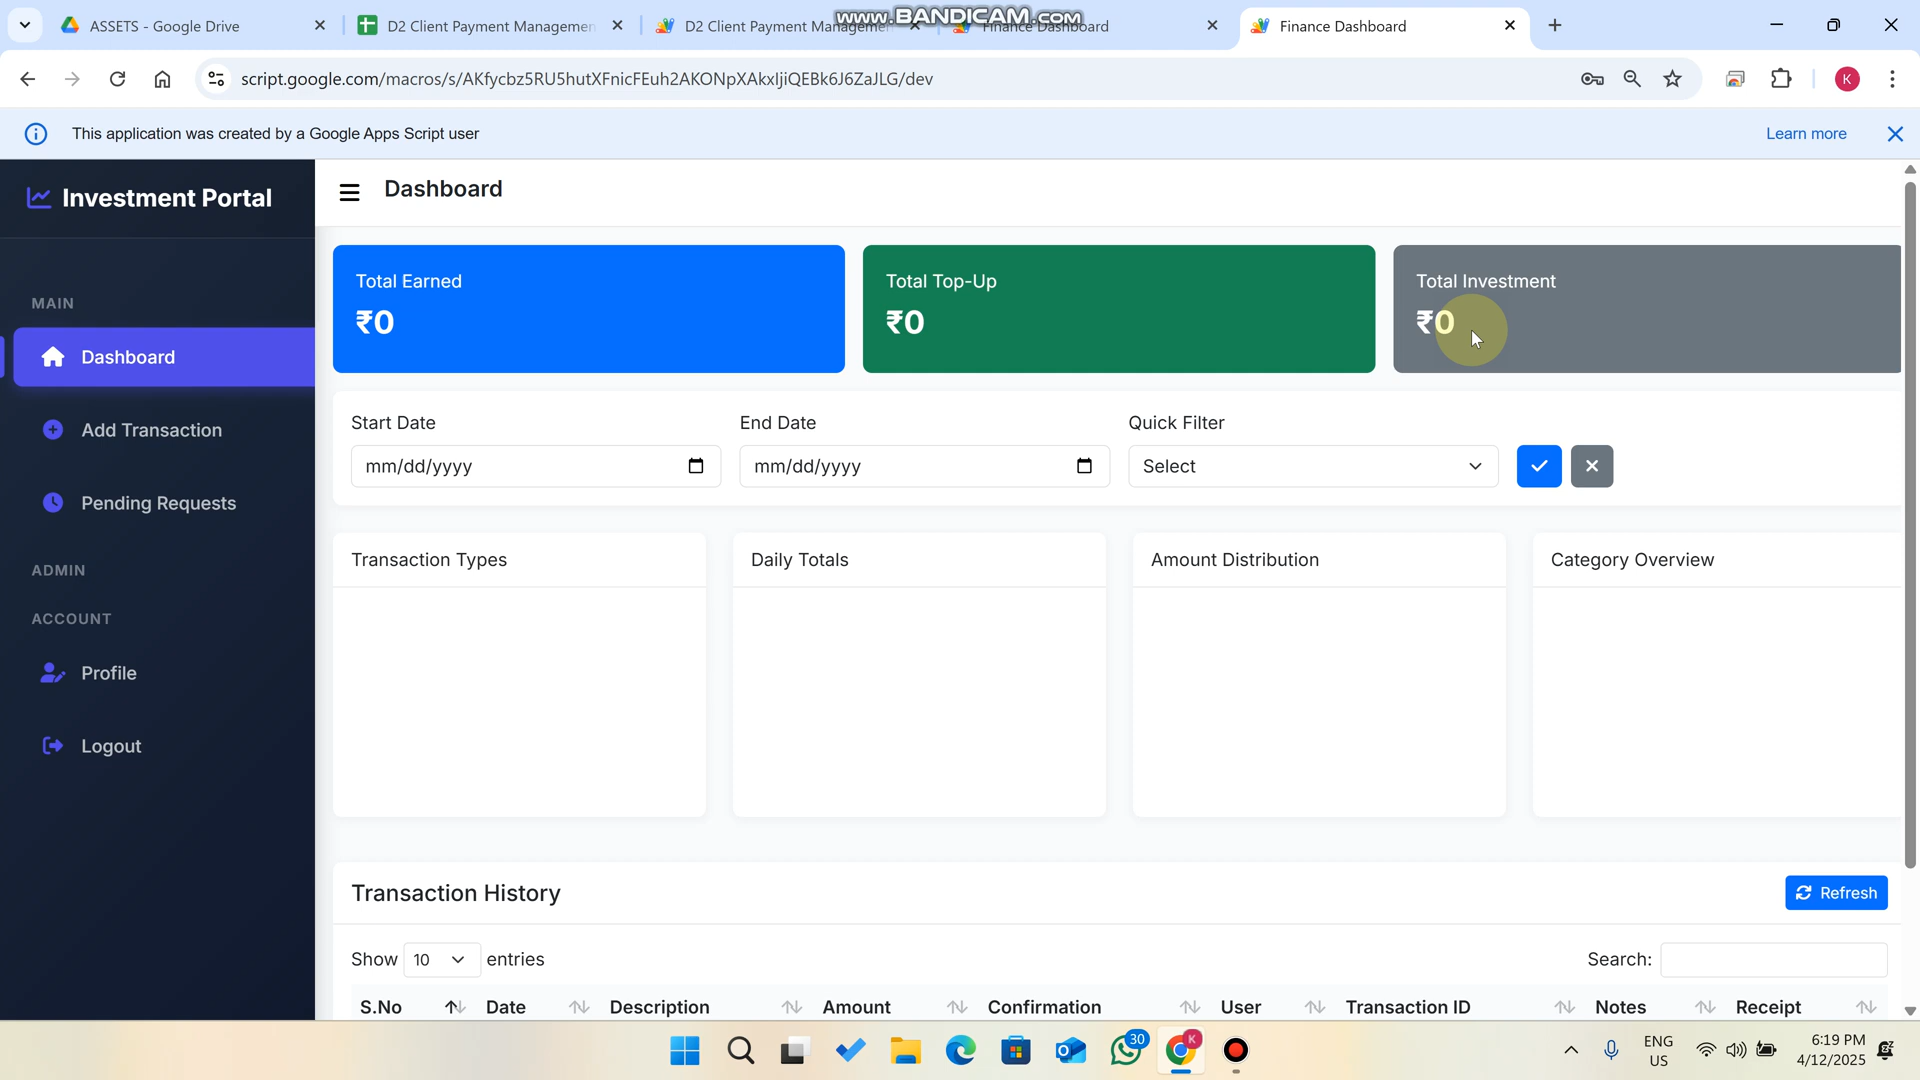 ASSETS - Google Drive
D2 Client Payment Managemen
D2 Client Payment Manageme
Finance Dashboard
Finance Dashboard
www.BANDICAM.com
script.google.com/macros/s/AKfycbz5RU5hutXFnicFEuh2AKONpXAkxIjiQEBk6J6ZaJLG/dev
K
This application was created by a Google Apps Script user
Learn more
Investment Portal
Dashboard
MAIN
Dashboard
Add Transaction
Pending Requests
ADMIN
ACCOUNT
Profile
Logout
Total Earned
₹0
Total Top-Up
₹0
Total Investment
₹0
Start Date
End Date
Quick Filter
mm/dd/yyyy
mm/dd/yyyy
Select
Transaction Types
Daily Totals
Amount Distribution
Category Overview
Transaction History
Refresh
Show 10 entries
Search:
S.No Date Description Amount Confirmation User Transaction ID Notes Receipt
30
K
ENG
US
6:19 PM
4/12/2025